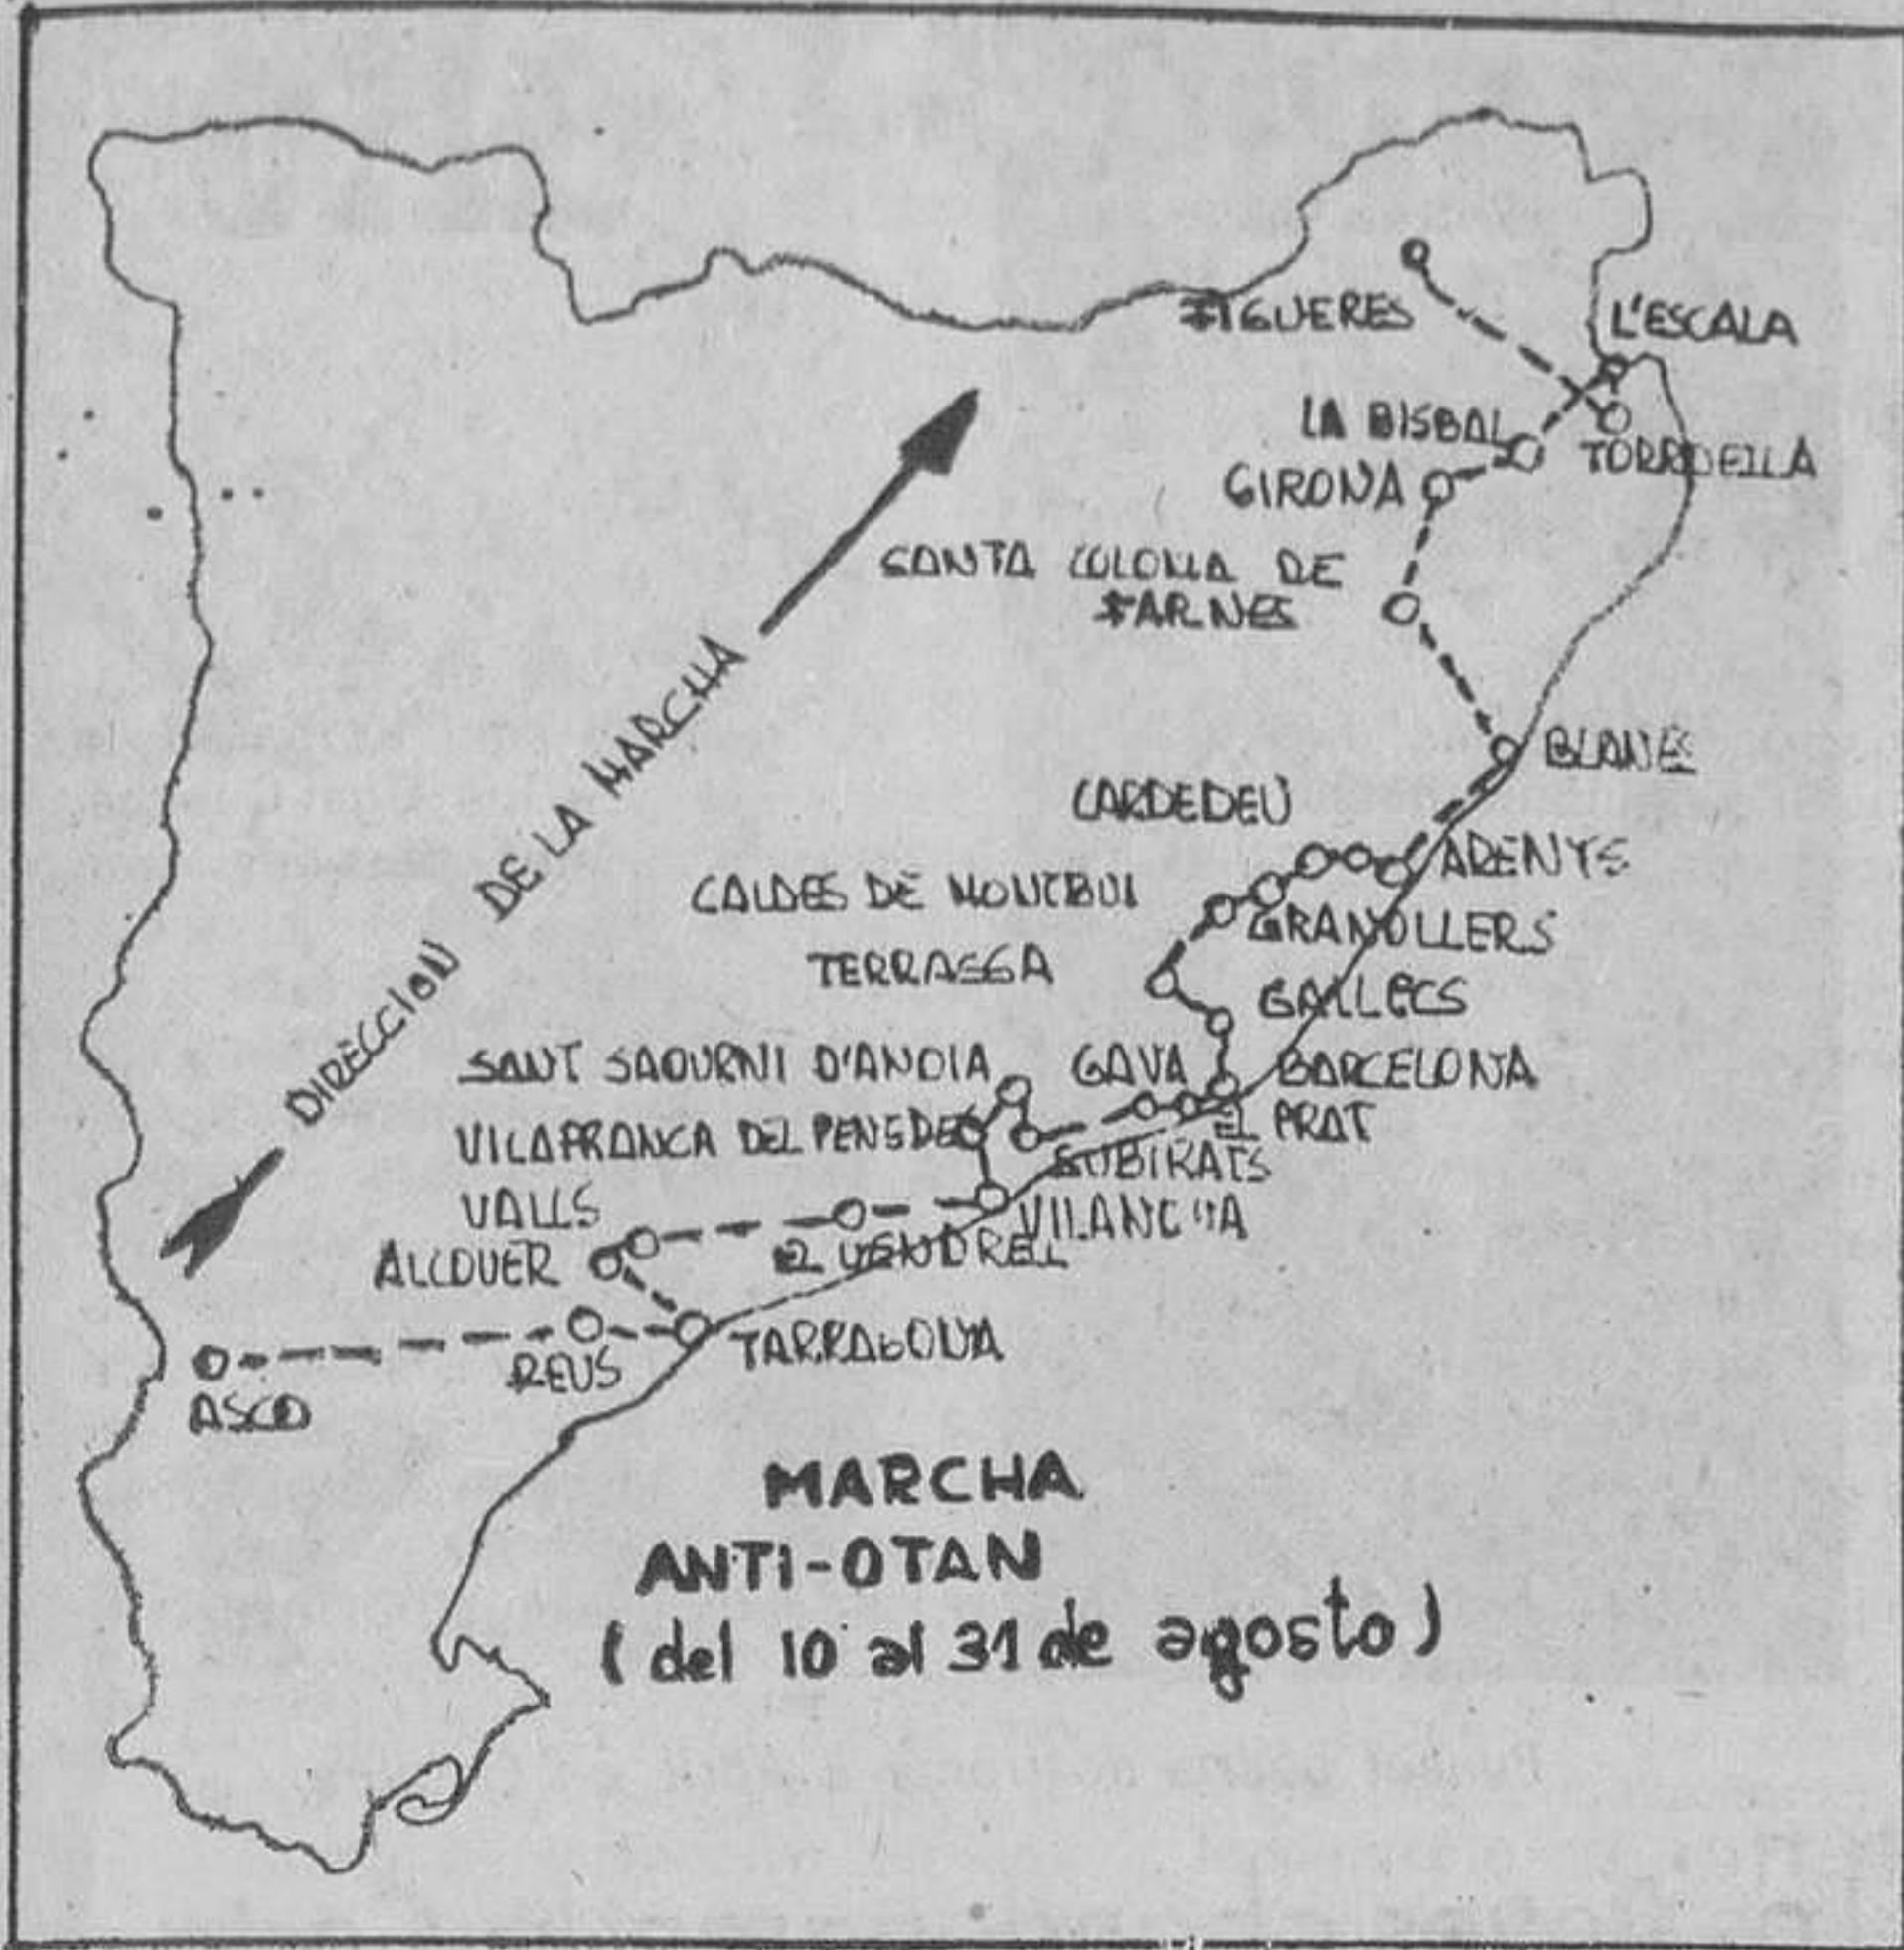 FIGUERES
L'ESCALA
LA BISBAL
TORROELLA
GIRONA
SANTA COLOMA DE
FARNES
BLANES
CARDEDEU
ARENYS
CALDES DE MONTBUI
GRANOLLERS
TERRASSA
GALLECS
SANT SADURNI D'ANOIA
GAVA
BARCELONA
EL PRAT
VILAFRANCA DEL PENEDES
SUBIRATS
VALLS
VILANOVA
EL VENDRELL
ALCOVER
TARRAGONA
REUS
ASCO
DIRECCION DE LA MARCHA
MARCHA
ANTI-OTAN
(del 10 al 31 de agosto)